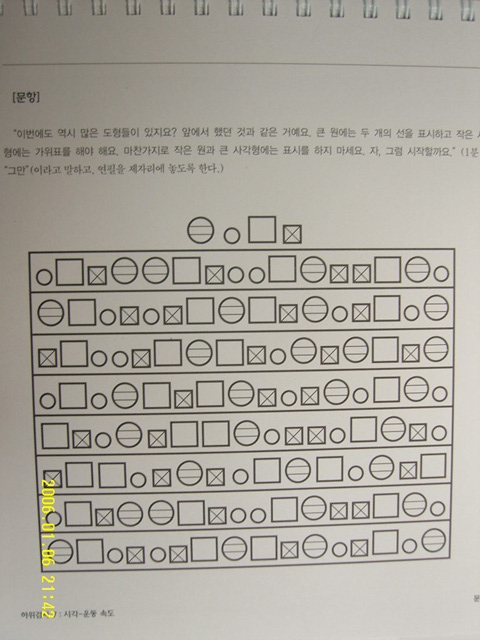 [문항]
"이번에도 역시 많은 도형들이 있지요? 앞에서 했던 것과 같은 거예요. 큰 원에는 두 개의 선을 표시하고 작은
형에는 가위표를 해야 해요. 마찬가지로 작은 원과 큰 사각형에는 표시를 하지 마세요. 자, 그럼 시작할까요." (1분
"그만"(이라고 말하고, 연필을 제자리에 놓도록 한다.)
2006.01.06 21:42
: 시각-운동 속도